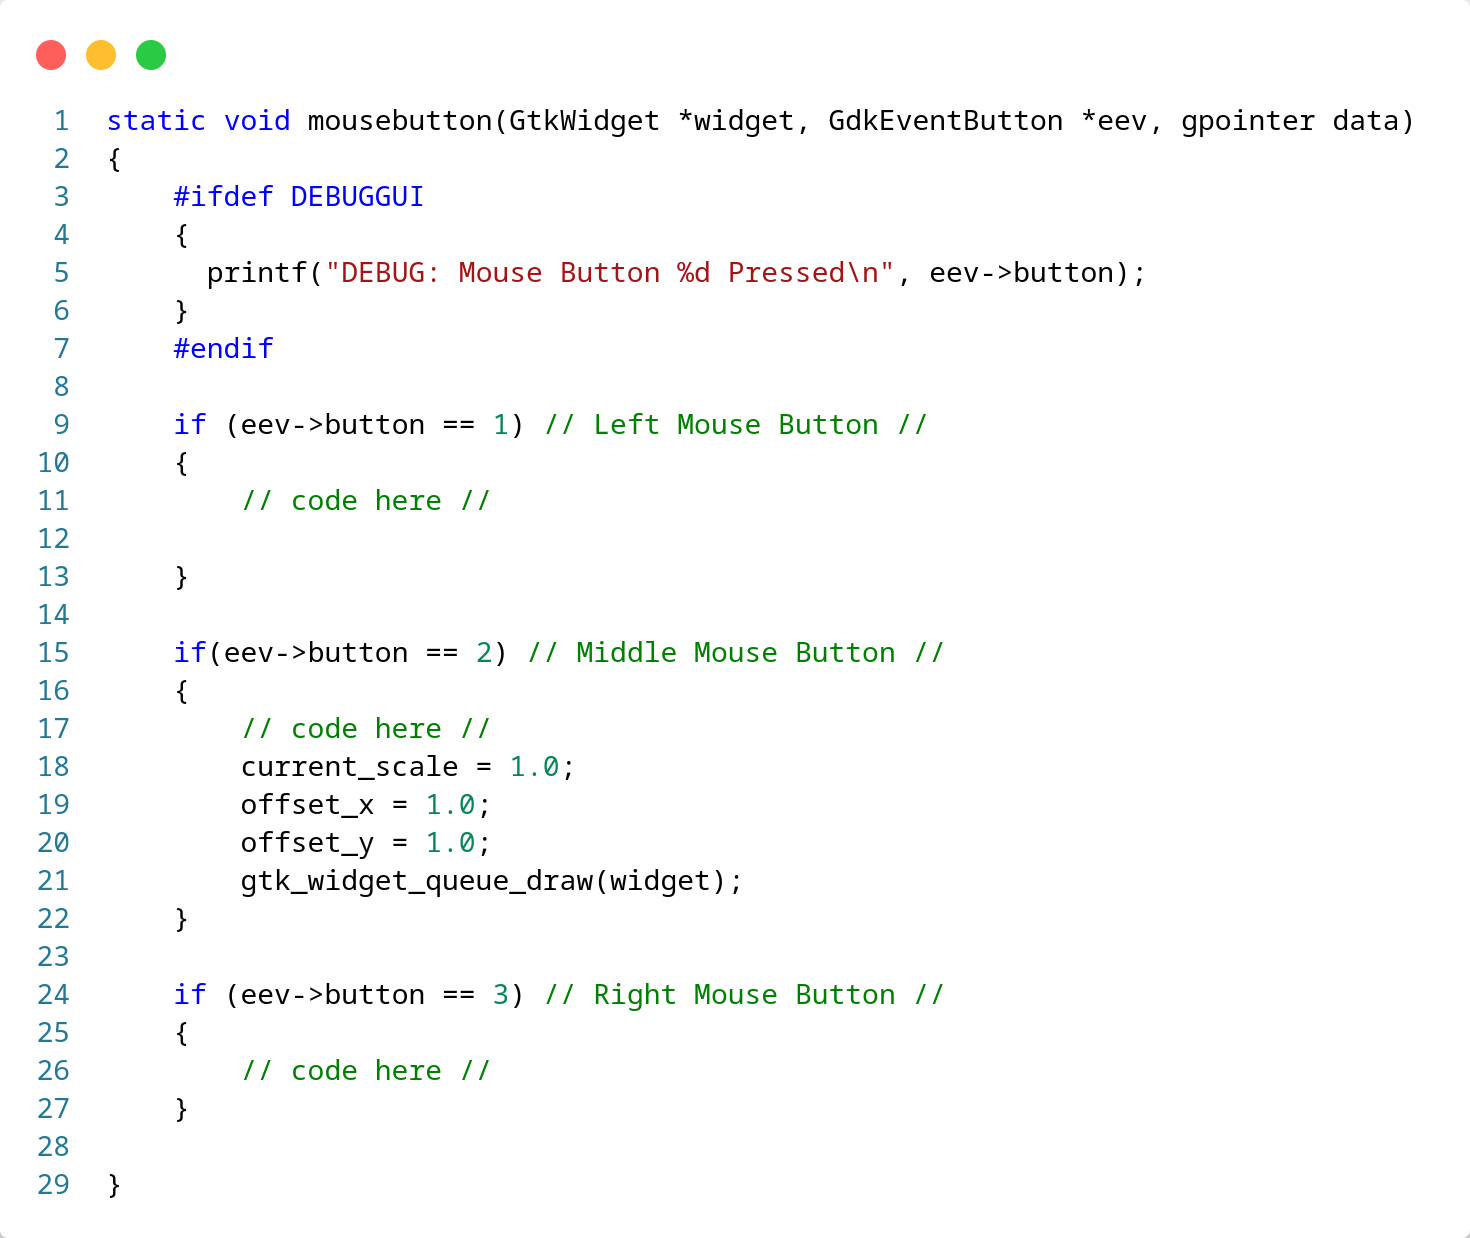 1 static void mousebutton(GtkWidget *widget, GdkEventButton *eev, gpointer data)
2 {
3     #ifdef DEBUGGUI
4     {
5       printf("DEBUG: Mouse Button %d Pressed\n", eev->button);
6     }
7     #endif
8
9     if (eev->button == 1) // Left Mouse Button //
10     {
11         // code here //
12
13     }
14
15     if(eev->button == 2) // Middle Mouse Button //
16     {
17         // code here //
18         current_scale = 1.0;
19         offset_x = 1.0;
20         offset_y = 1.0;
21         gtk_widget_queue_draw(widget);
22     }
23
24     if (eev->button == 3) // Right Mouse Button //
25     {
26         // code here //
27     }
28
29 }